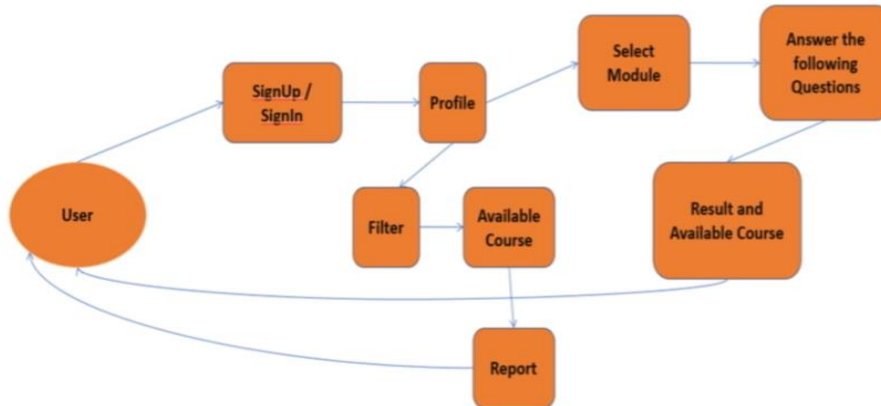 Select
Module
Answer the
following
Questions
SignUp /
SignIn
Profile
User
Filter
Available
Course
Result and
Available Course
Report